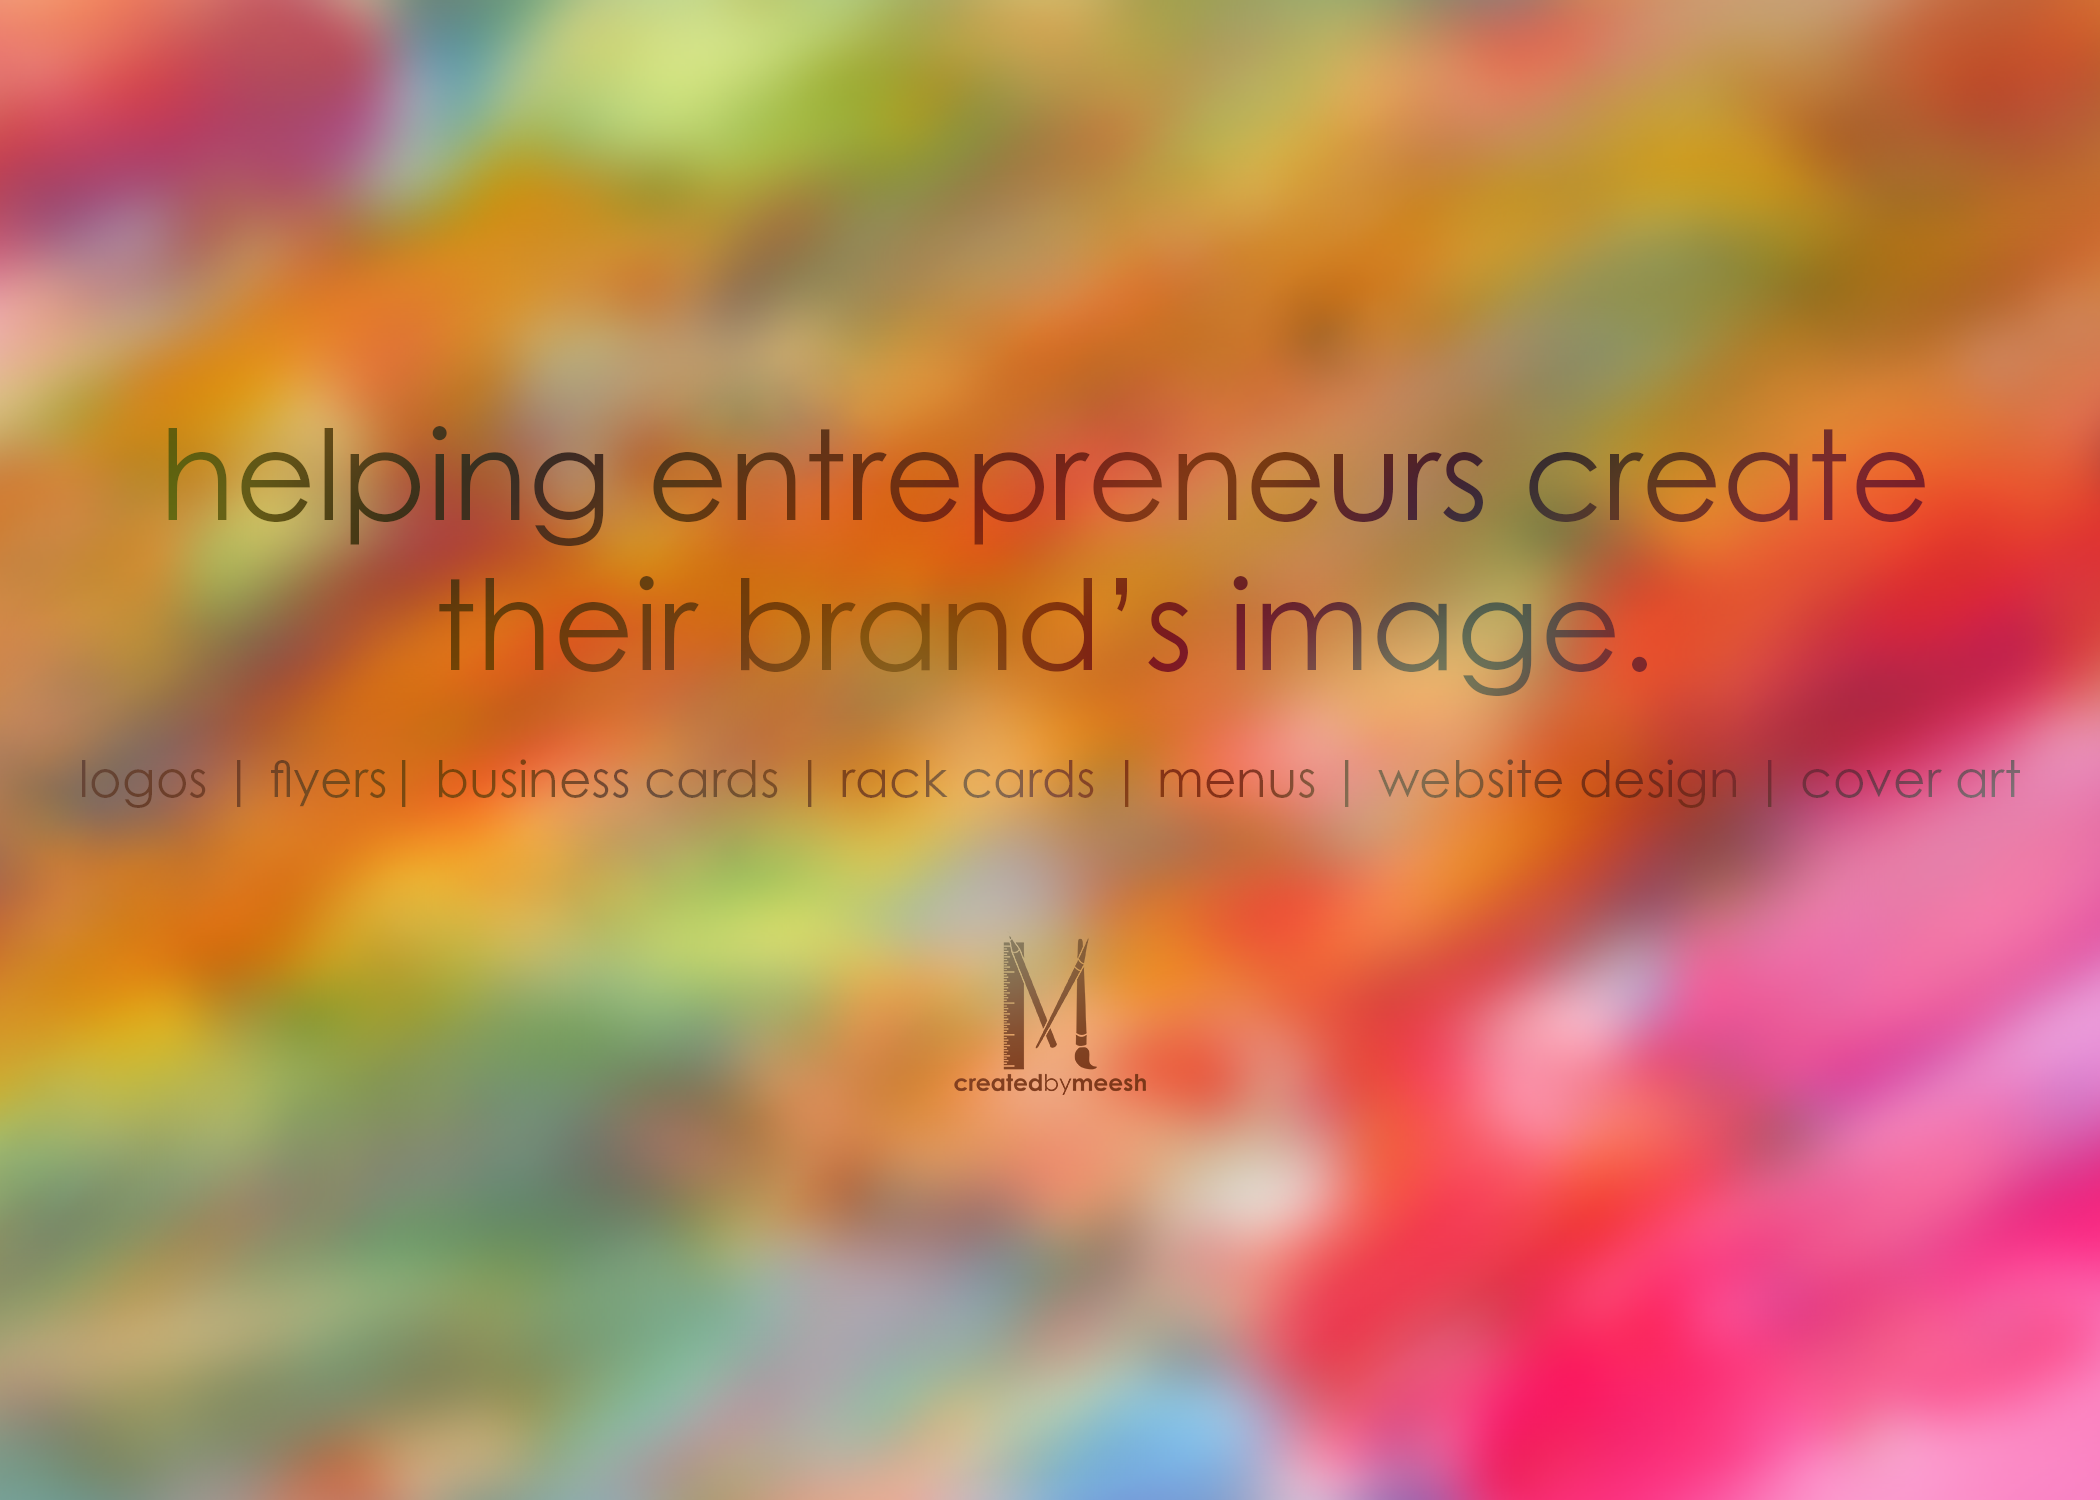 helping entrepreneurs create
their brand’s image.
logos | flyers| business cards | rack cards | menus | website design | cover art
M
createdbymeesh